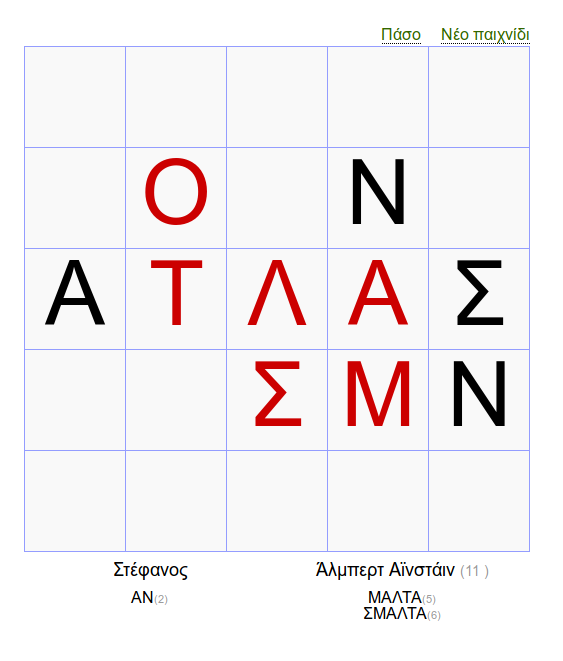 Πάσο Νέο παιχνίδι
Ο Ν
Α Τ Λ Α Σ
Σ Μ Ν
Στέφανος Άλμπερτ Αϊνστάιν (11 )
ΑΝ(2) ΜΑΛΤΑ(5)
ΣΜΑΛΤΑ(6)